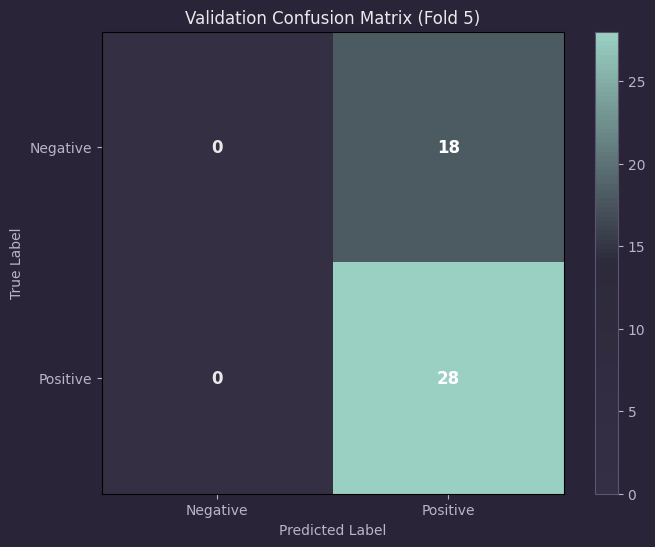 Validation Confusion Matrix (Fold 5)
True Label
Negative
0
18
Positive
0
28
Negative
Positive
Predicted Label
25
20
15
10
5
0